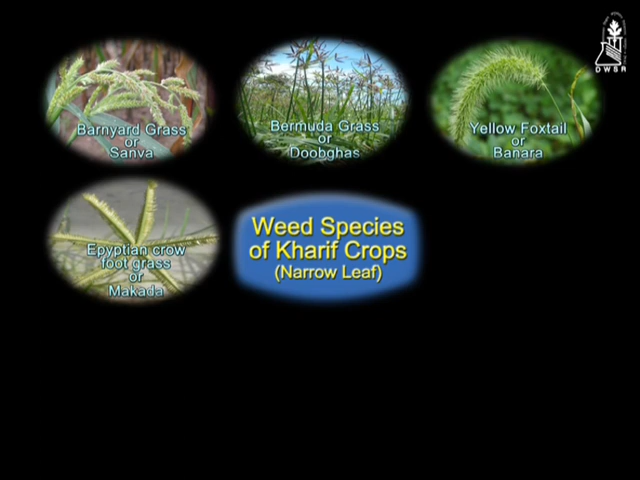 DWSR
Barnyard Grass
or
Sanva
Bermuda Grass
or
Doobghas
Yellow Foxtail
or
Banara
Epyptian crow
foot grass
or
Makada
Weed Species
of Kharif Crops
(Narrow Leaf)